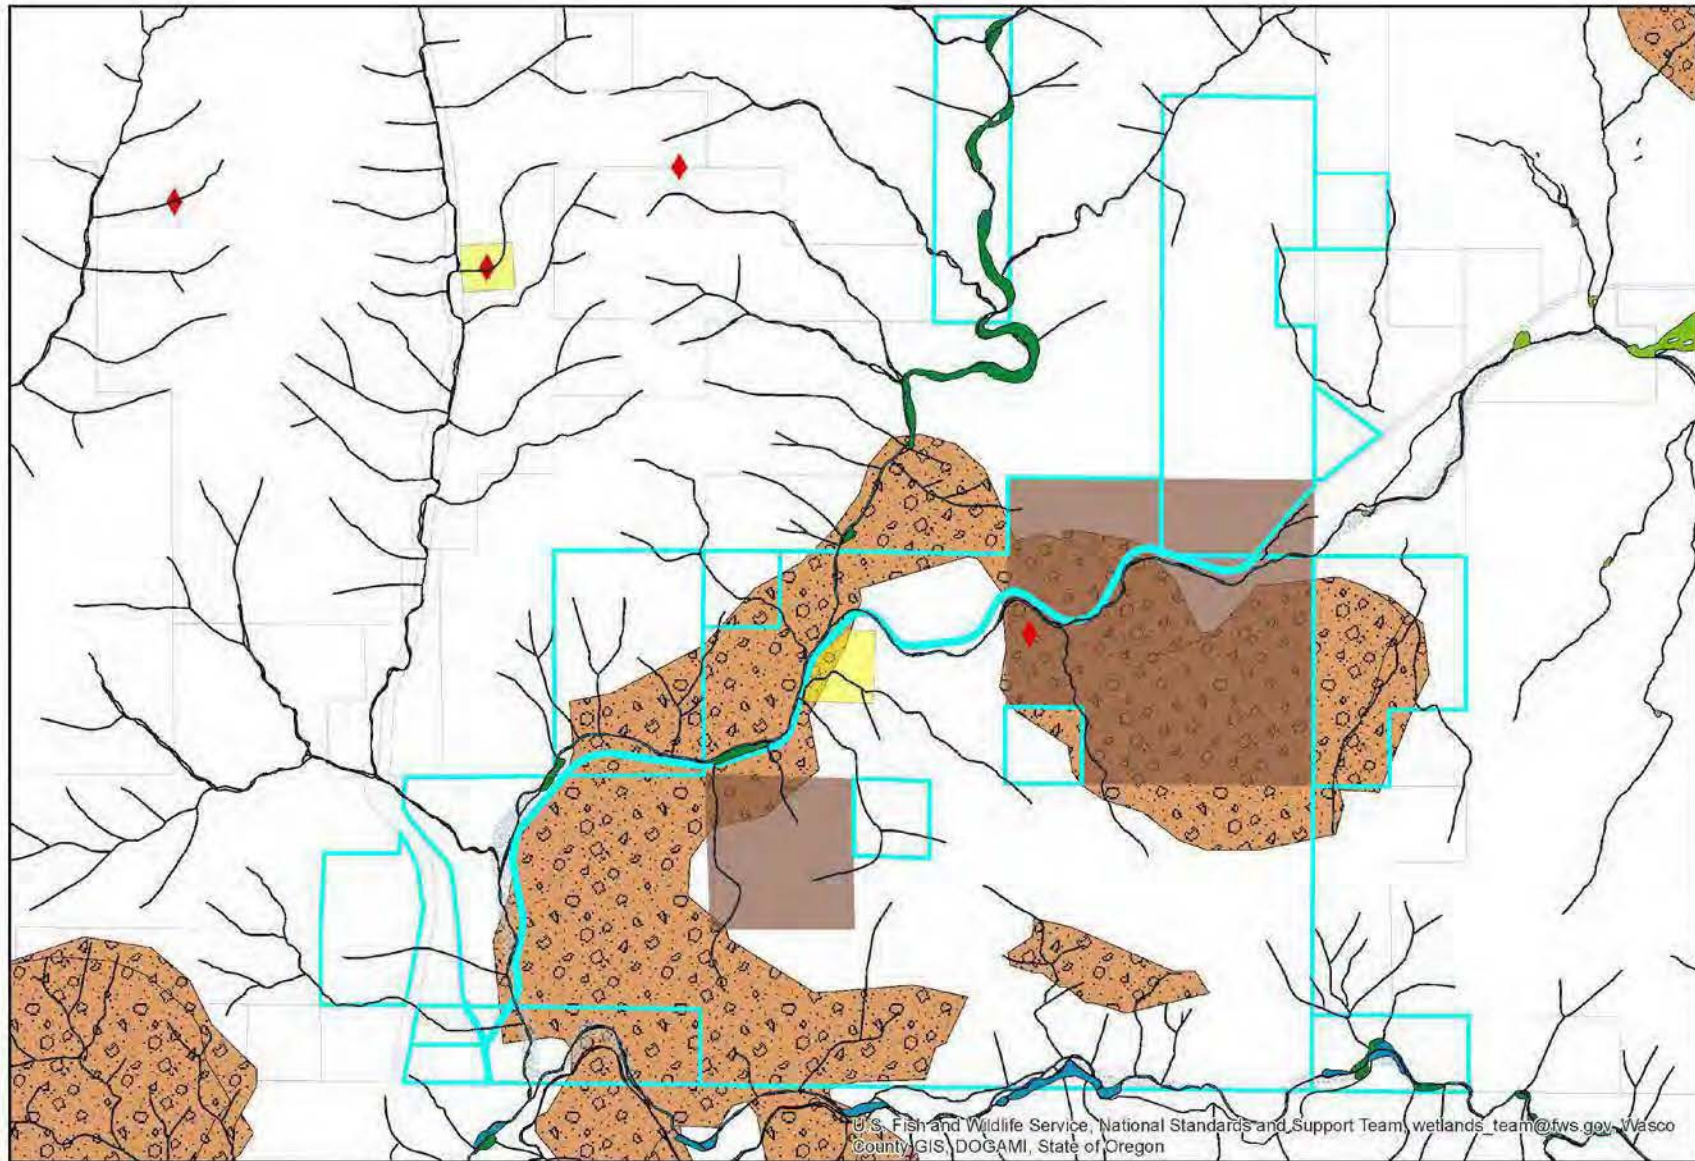 U.S. Fish and Wildlife Service, National Standards and Support Team, wetlands_team@fws.gov, Wasco
County GIS, DOGAMI, State of Oregon